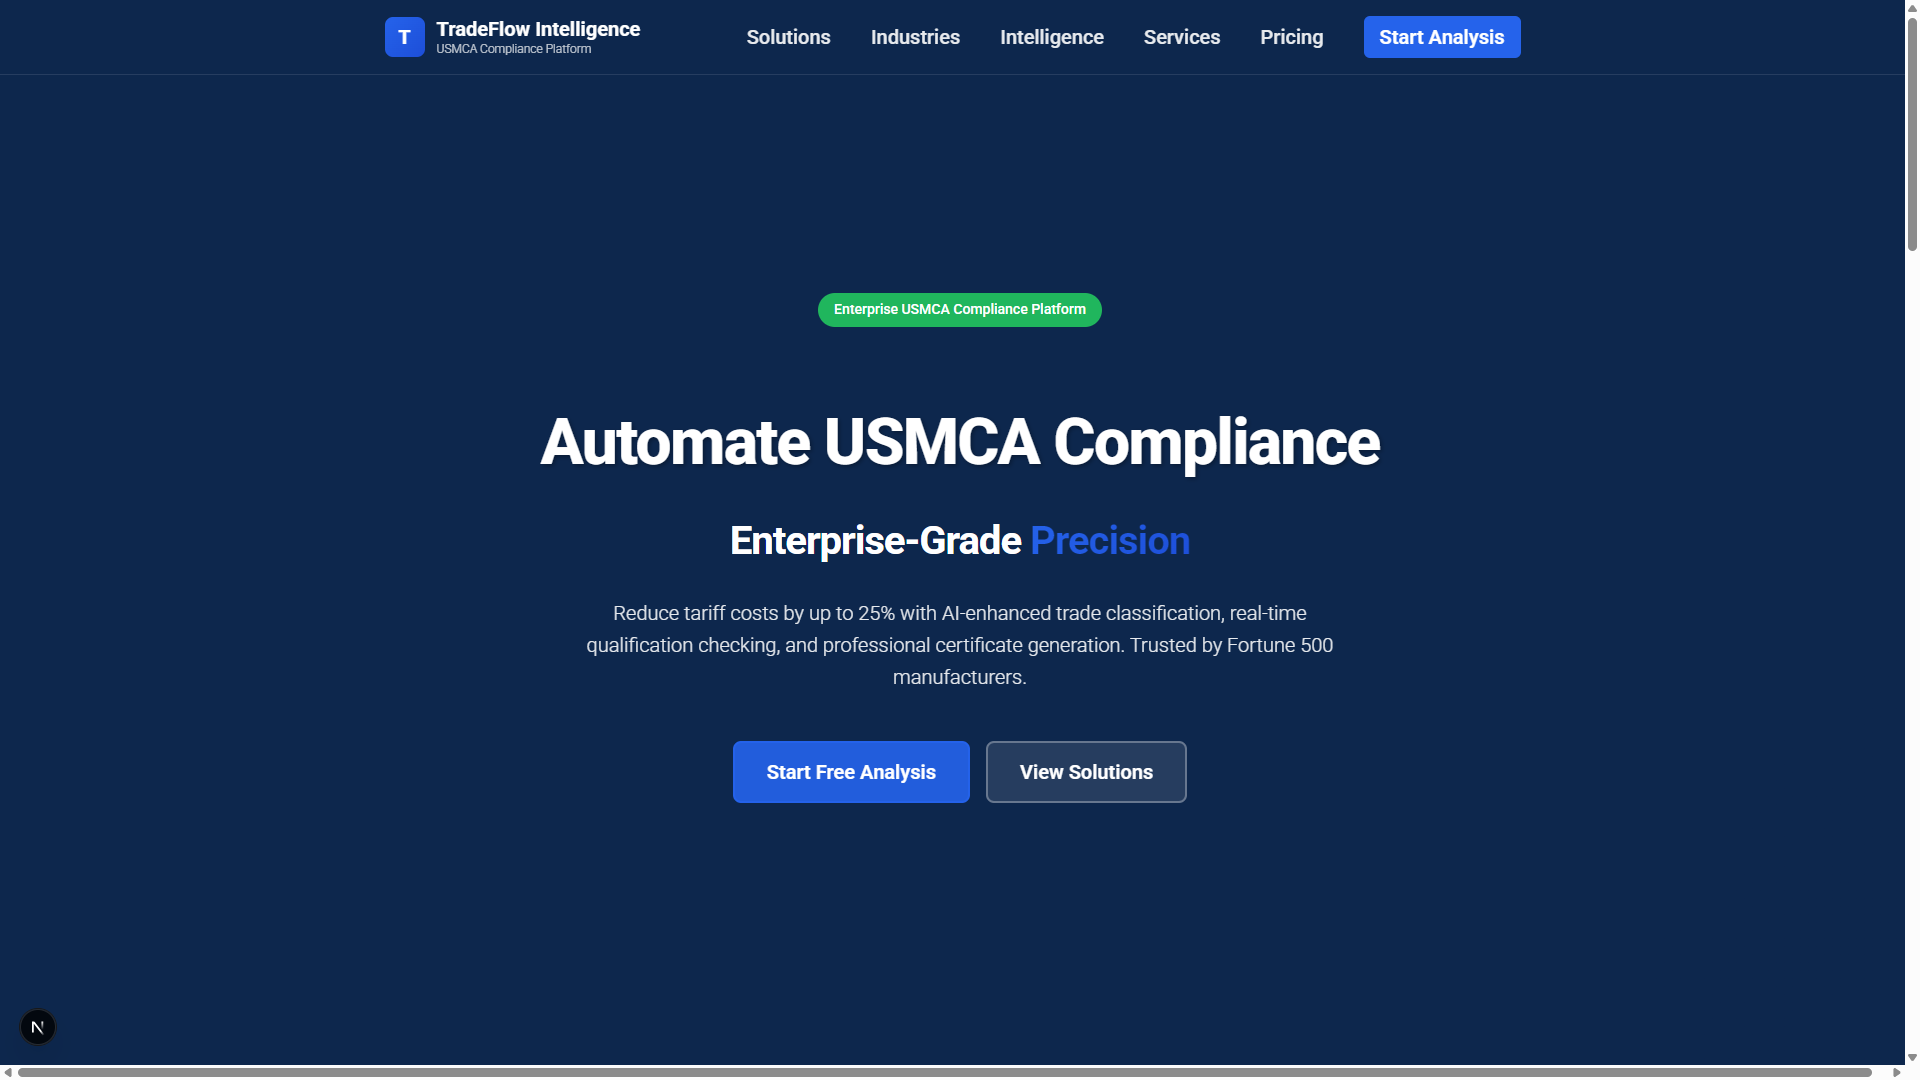 T
TradeFlow Intelligence
USMCA Compliance Platform
Solutions
Industries
Intelligence
Services
Pricing
Start Analysis
Enterprise USMCA Compliance Platform
Automate USMCA Compliance
Enterprise-Grade Precision
Reduce tariff costs by up to 25% with AI-enhanced trade classification, real-time
qualification checking, and professional certificate generation. Trusted by Fortune 500
manufacturers.
Start Free Analysis
View Solutions
N